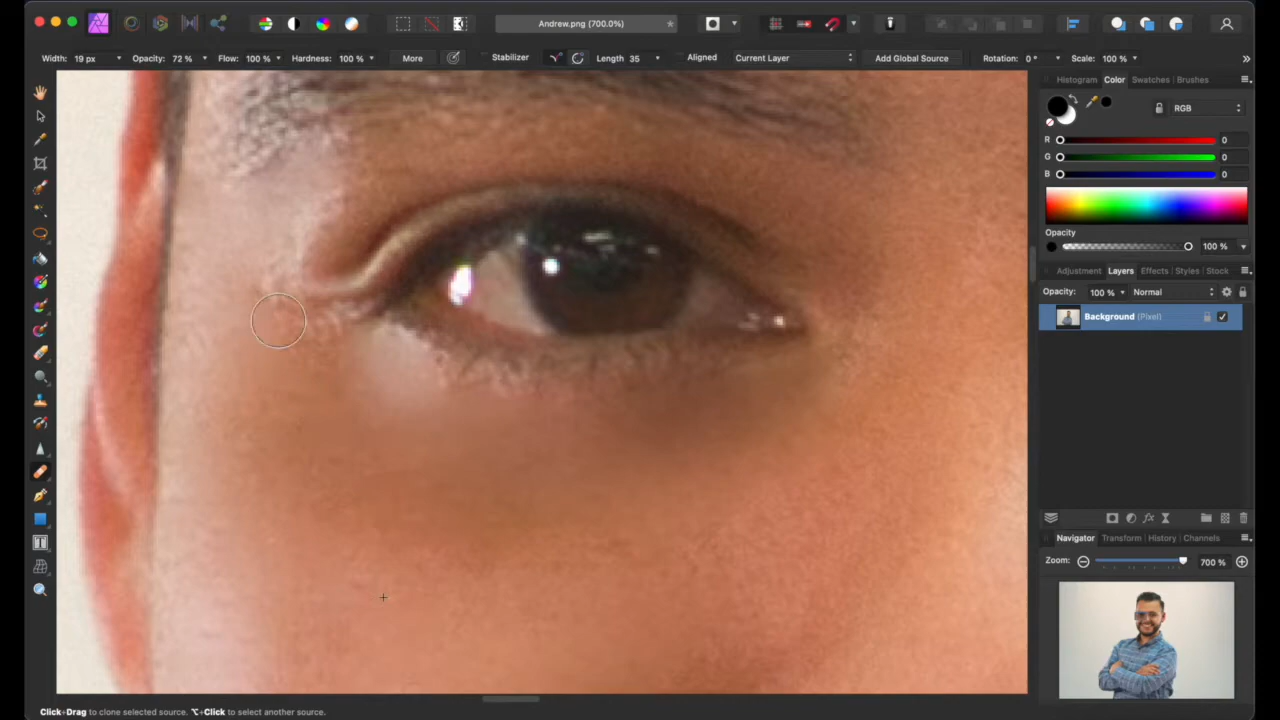 Andrew.png (700.0%)
Width: 19 px Opacity: 72 % Flow: 100 % Hardness: 100 % More Stabilizer Length 35 Aligned Current Layer Add Global Source Rotation: 0 ° Scale: 100 % »
Histogram Color Swatches Brushes
RGB
R 0
G 0
B 0
Opacity
100 %
Adjustment Layers Effects Styles Stock
Opacity: 100 % Normal
Background (Pixel)
Navigator Transform History Channels
Zoom: 700 %
Click+Drag to clone selected source. ⌥+Click to select another source.